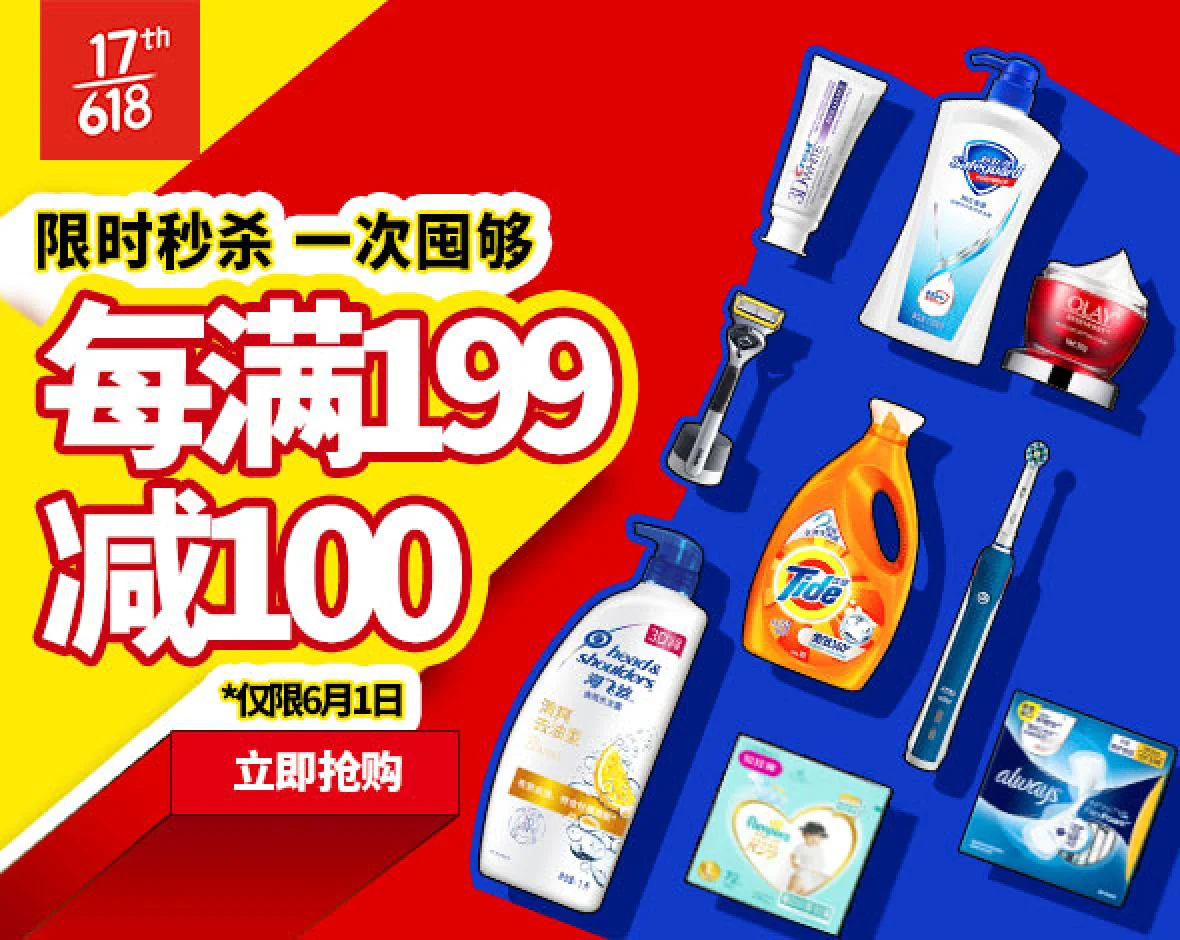 17th
618
限时秒杀 一次囤够
每满199
减100
*仅限6月1日
立即抢购
3D WHITE
Safeguard
OLAY
Tide
head&
shoulders
海飞丝
清爽
去油型
Pampers
always